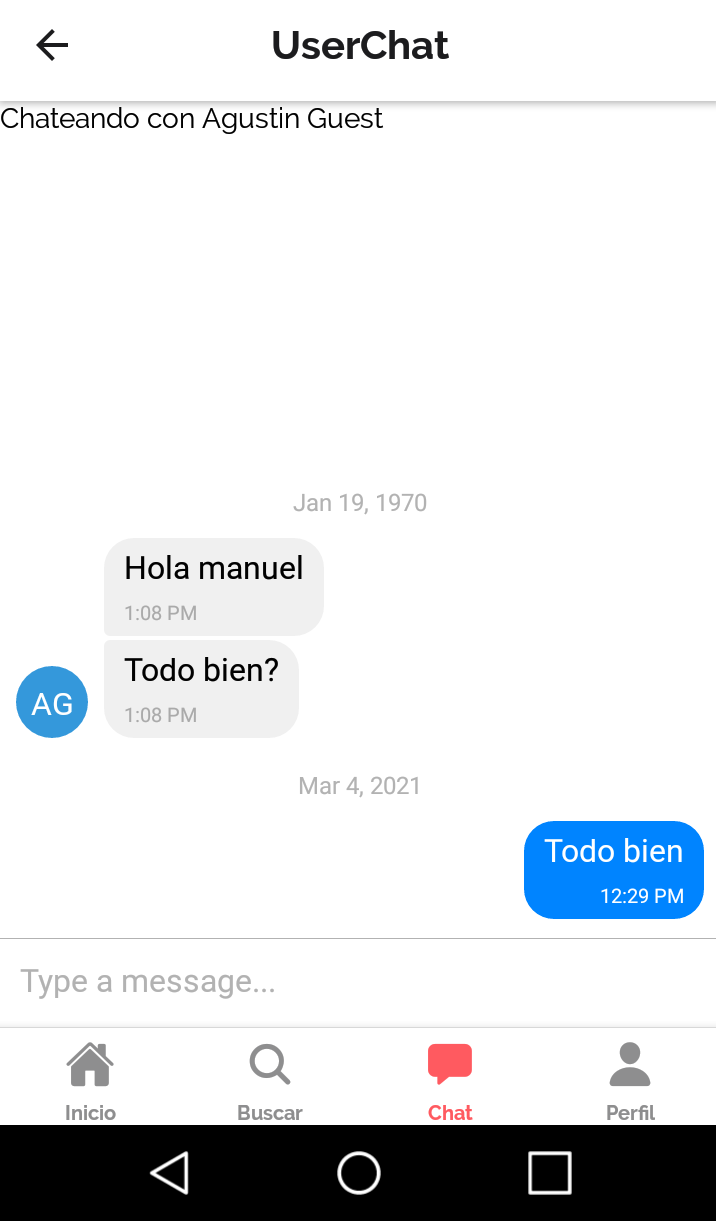 UserChat
Chateando con Agustin Guest
Jan 19, 1970
Hola manuel
1:08 PM
Todo bien?
1:08 PM
AG
Mar 4, 2021
Todo bien
12:29 PM
Type a message...
Inicio
Buscar
Chat
Perfil